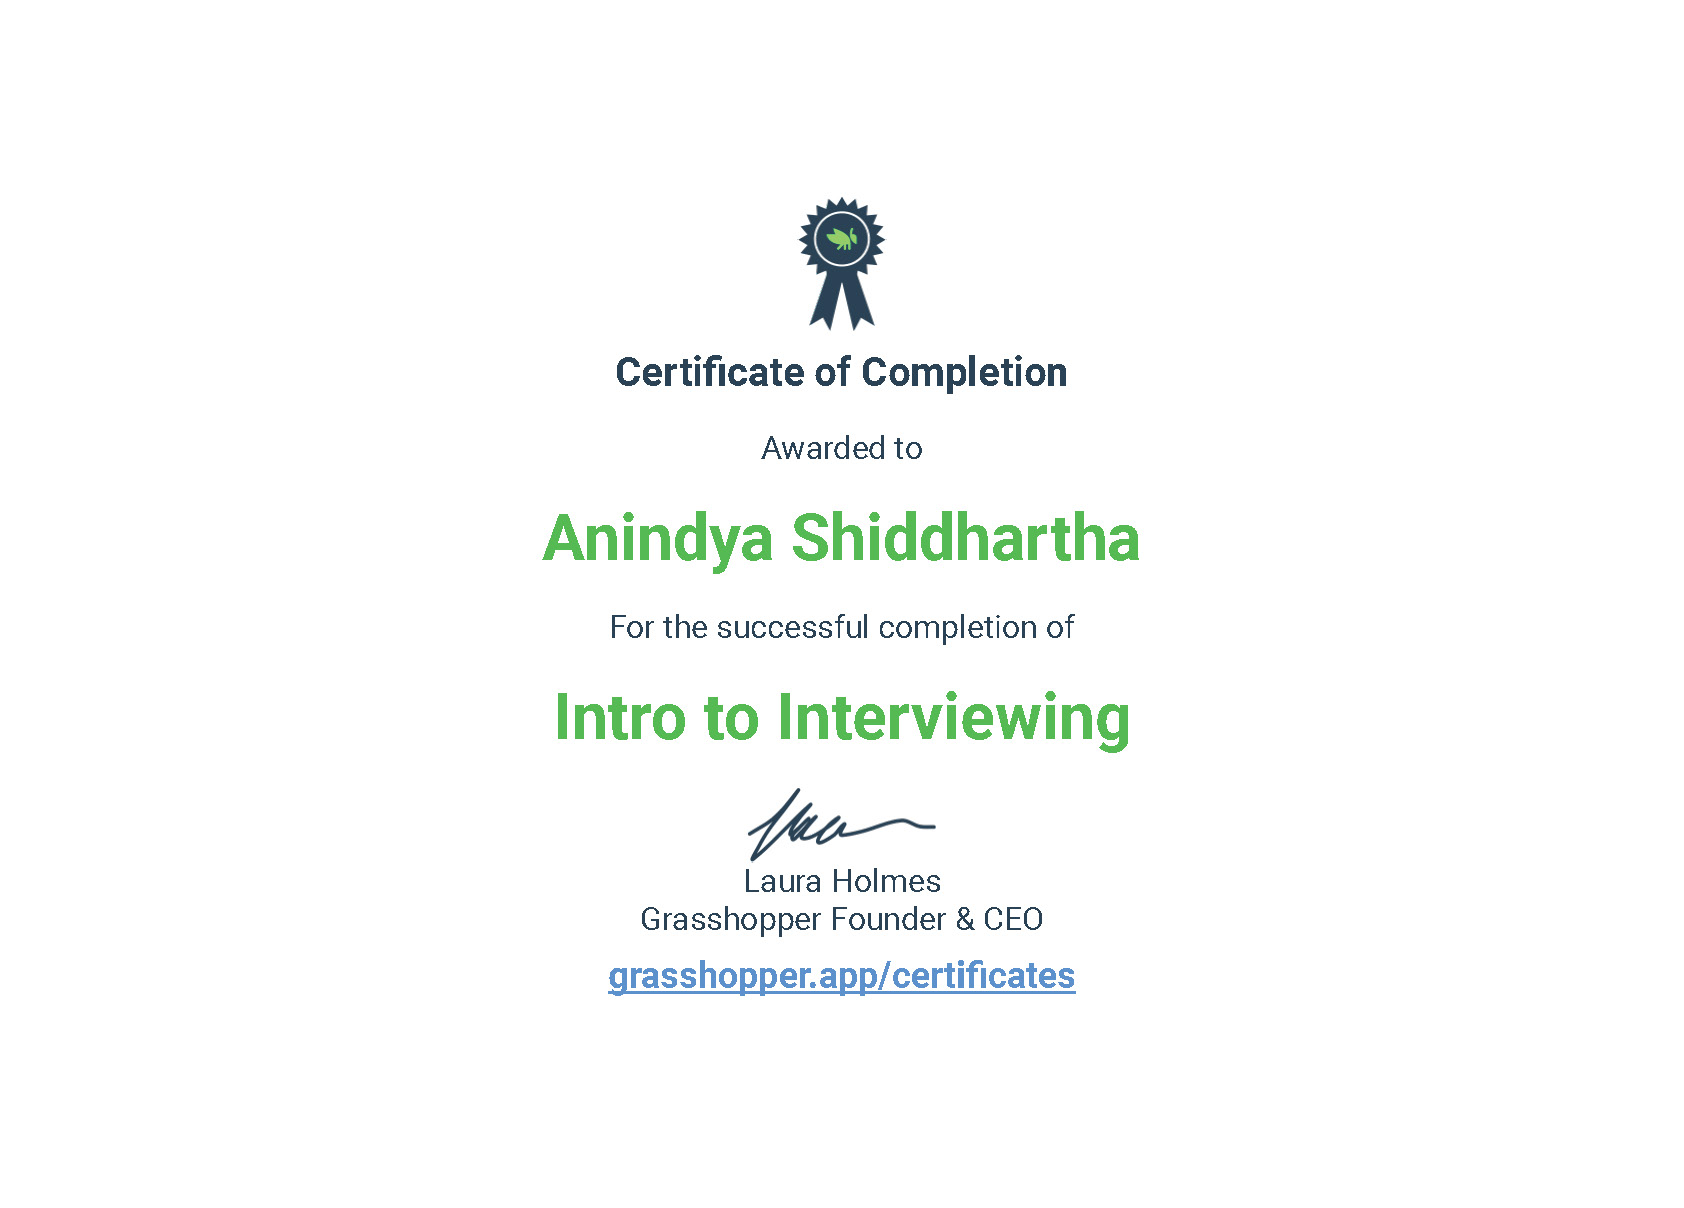 Certificate of Completion
Awarded to
Anindya Shiddhartha
For the successful completion of
Intro to Interviewing
Laura Holmes
Grasshopper Founder & CEO
grasshopper.app/certificates